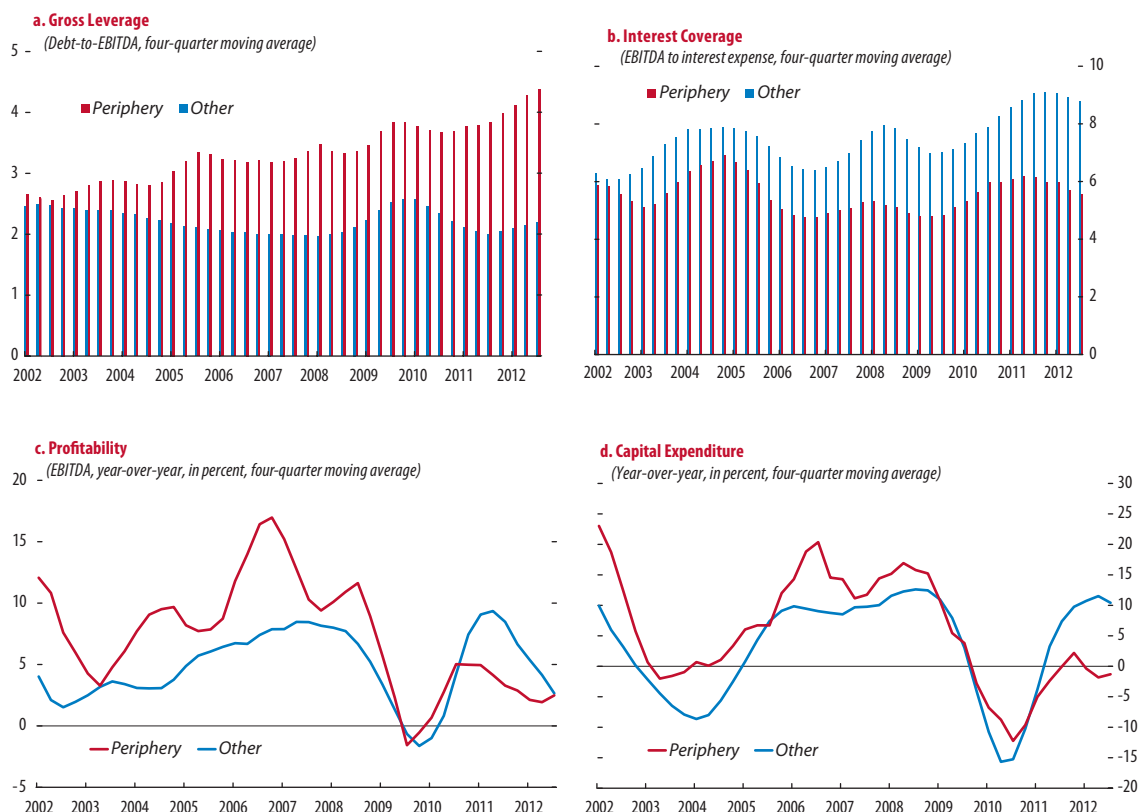 a. Gross Leverage
(Debt-to-EBITDA, four-quarter moving average)
5
4
3
2
1
0
Periphery Other
2002 2003 2004 2005 2006 2007 2008 2009 2010 2011 2012
b. Interest Coverage
(EBITDA to interest expense, four-quarter moving average)
10
8
6
4
2
0
Periphery Other
2002 2003 2004 2005 2006 2007 2008 2009 2010 2011 2012
c. Profitability
(EBITDA, year-over-year, in percent, four-quarter moving average)
20
15
10
5
0
-5
Periphery Other
2002 2003 2004 2005 2006 2007 2008 2009 2010 2011 2012
d. Capital Expenditure
(Year-over-year, in percent, four-quarter moving average)
30
25
20
15
10
5
0
-5
-10
-15
-20
Periphery Other
2002 2003 2004 2005 2006 2007 2008 2009 2010 2011 2012